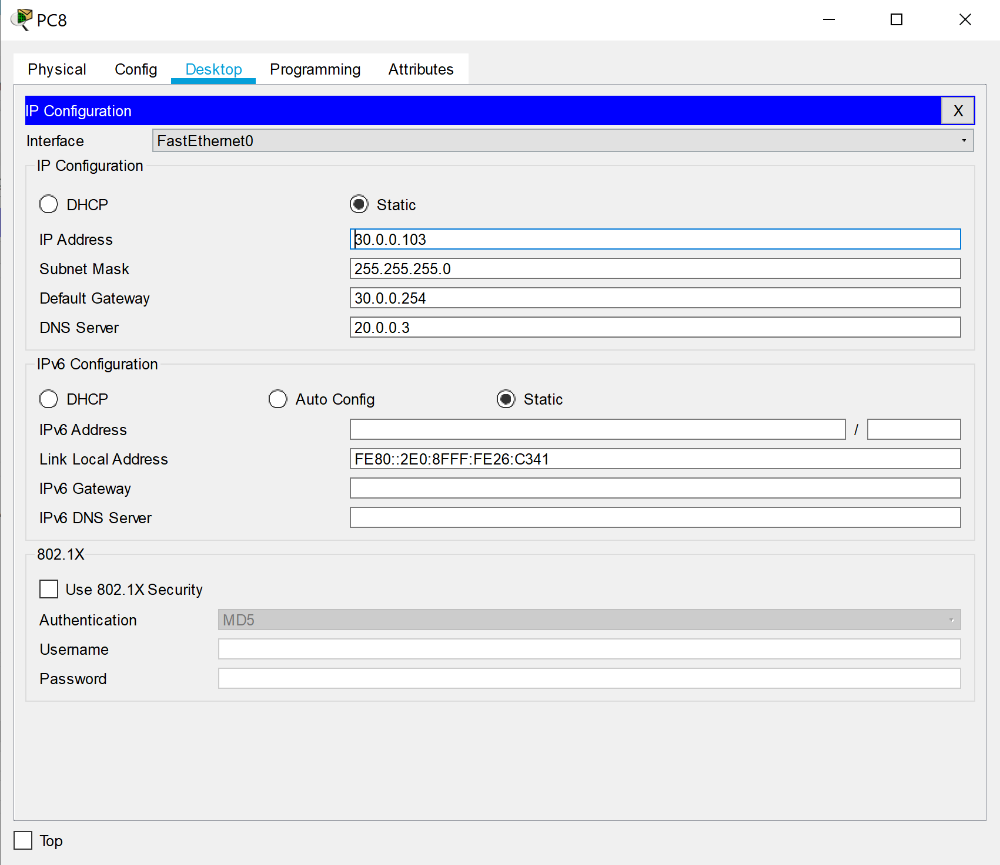 PC8
Physical Config Desktop Programming Attributes
IP Configuration X
Interface FastEthernet0
IP Configuration
DHCP Static
IP Address 30.0.0.103
Subnet Mask 255.255.255.0
Default Gateway 30.0.0.254
DNS Server 20.0.0.3
IPv6 Configuration
DHCP Auto Config Static
IPv6 Address /
Link Local Address FE80::2E0:8FFF:FE26:C341
IPv6 Gateway
IPv6 DNS Server
802.1X
Use 802.1X Security
Authentication MD5
Username
Password
Top